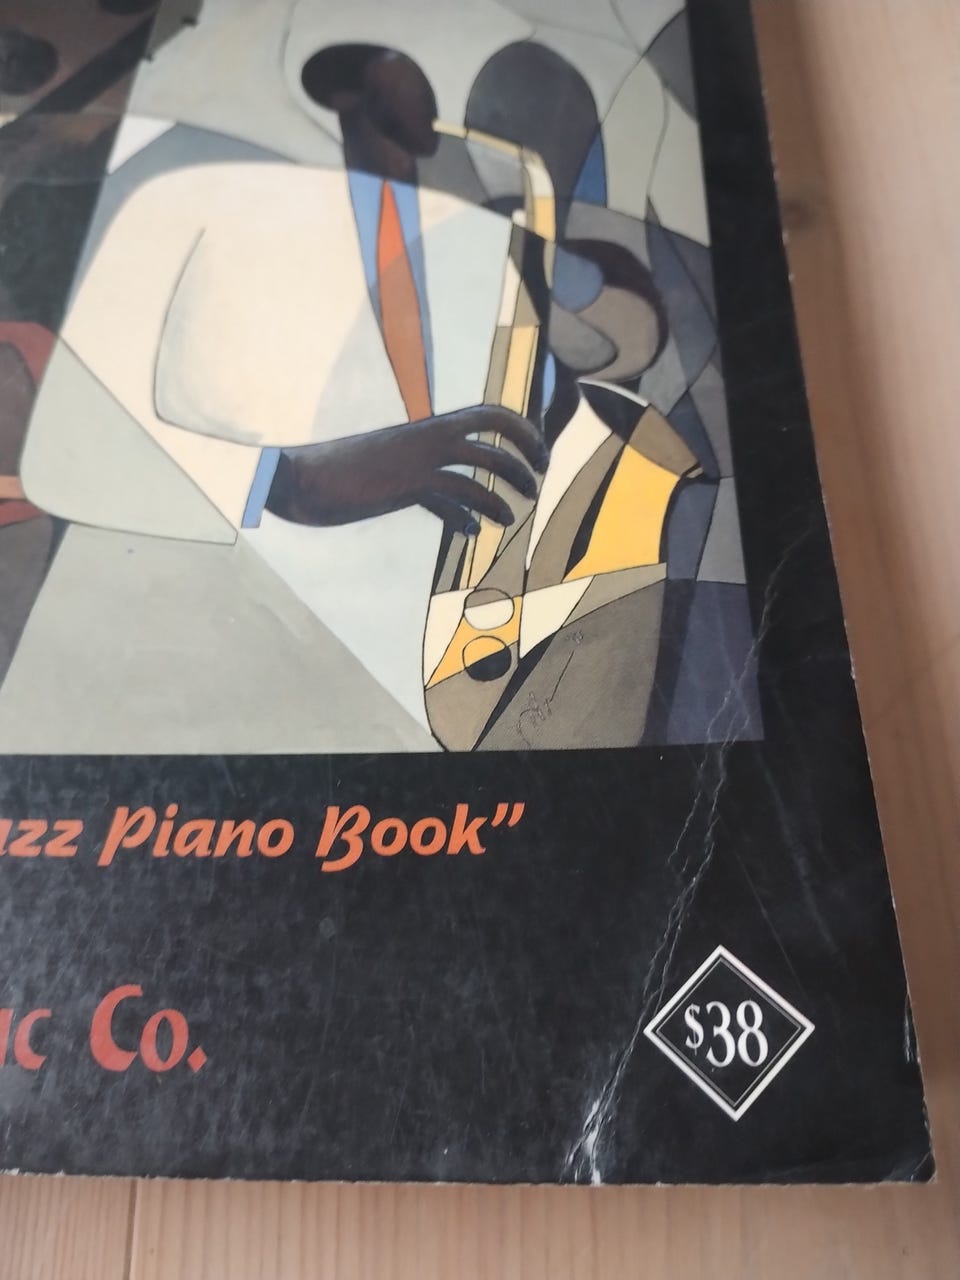 azz Piano Book”
ic Co.
$38